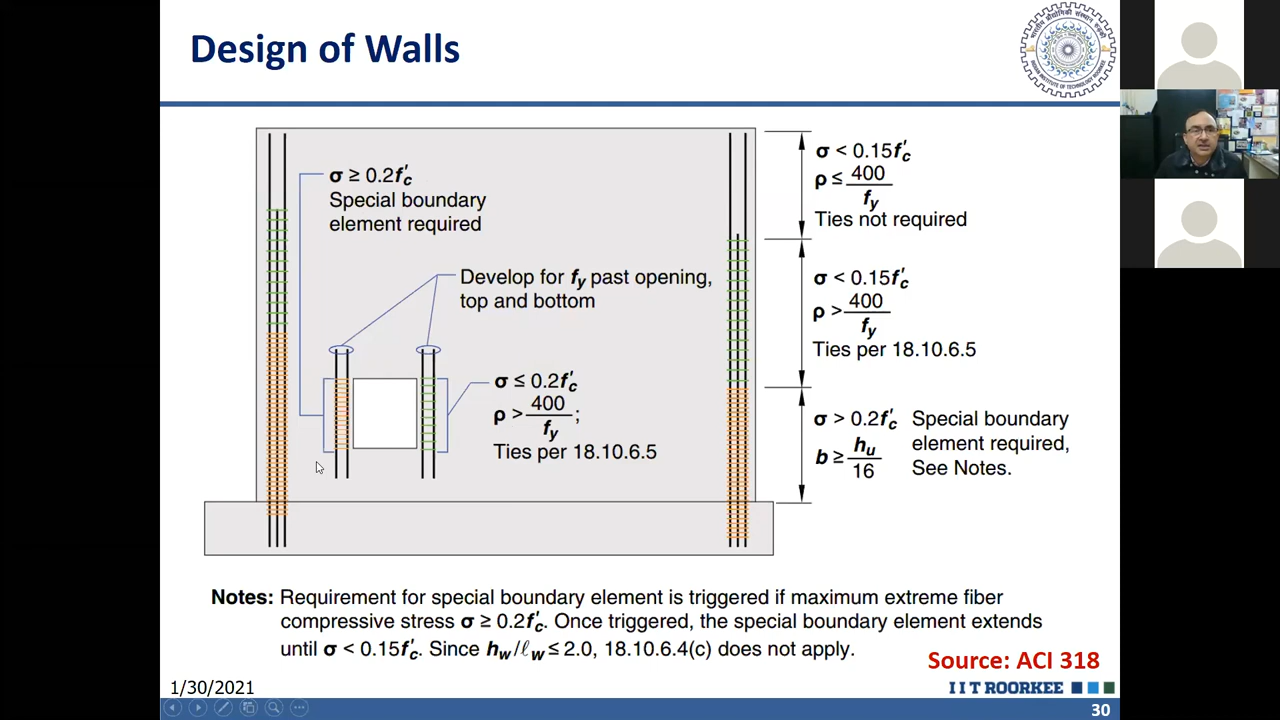 Design of Walls
σ ≥ 0.2f′c
Special boundary
element required
Develop for fy past opening,
top and bottom
σ ≤ 0.2f′c
ρ > 400/fy ;
Ties per 18.10.6.5
σ < 0.15f′c
ρ ≤ 400/fy
Ties not required
σ < 0.15f′c
ρ > 400/fy
Ties per 18.10.6.5
σ > 0.2f′c
b ≥ hu/16
Special boundary
element required,
See Notes.
Notes: Requirement for special boundary element is triggered if maximum extreme fiber
compressive stress σ ≥ 0.2f′c. Once triggered, the special boundary element extends
until σ < 0.15f′c. Since hw/ℓw ≤ 2.0, 18.10.6.4(c) does not apply.
Source: ACI 318
1/30/2021
I I T ROORKEE
30